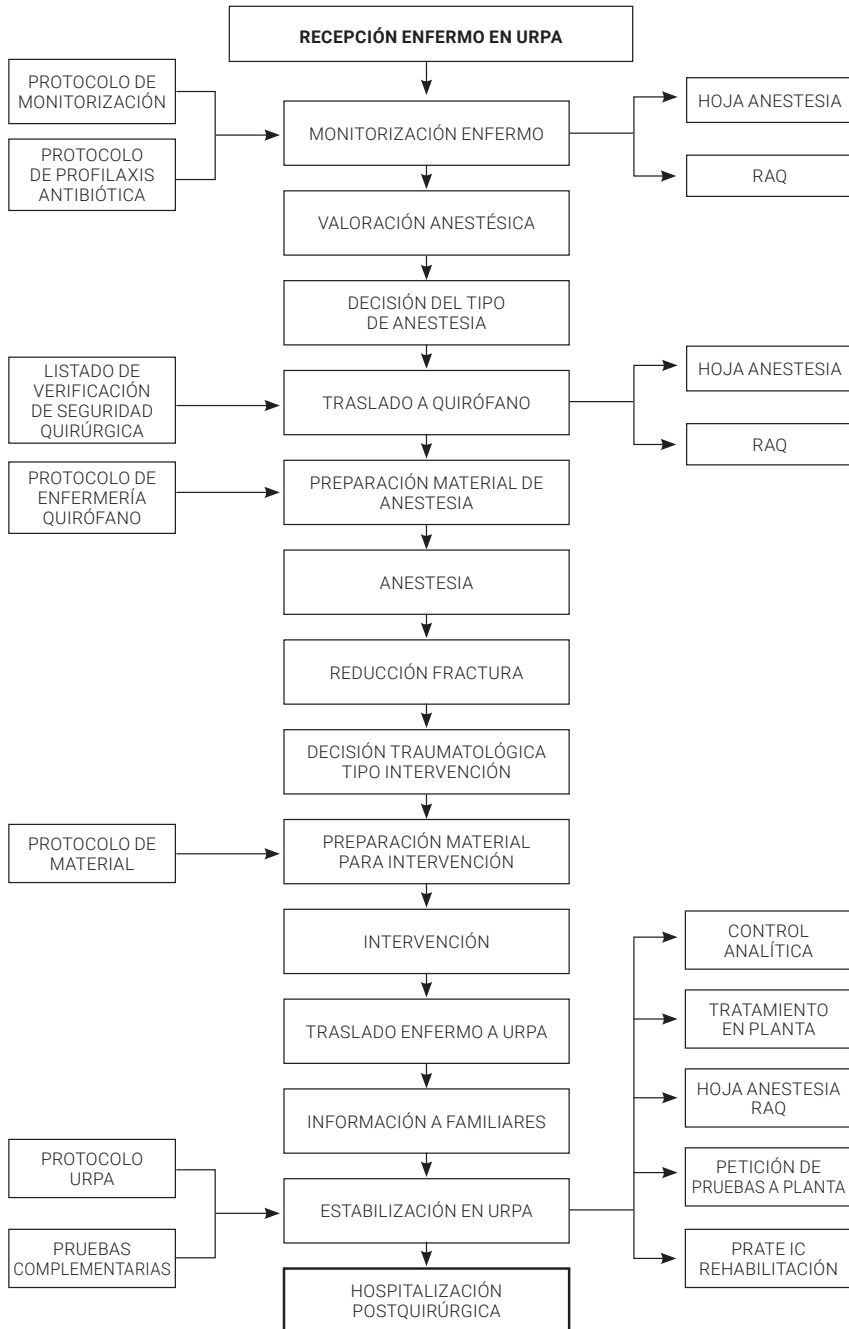 RECEPCIÓN ENFERMO EN URPA
PROTOCOLO DE
MONITORIZACIÓN
PROTOCOLO
DE PROFILAXIS
ANTIBIÓTICA
MONITORIZACIÓN ENFERMO
HOJA ANESTESIA
RAQ
VALORACIÓN ANESTÉSICA
DECISIÓN DEL TIPO
DE ANESTESIA
LISTADO DE
VERIFICACIÓN
DE SEGURIDAD
QUIRÚRGICA
TRASLADO A QUIRÓFANO
HOJA ANESTESIA
RAQ
PROTOCOLO DE
ENFERMERÍA
QUIRÓFANO
PREPARACIÓN MATERIAL DE
ANESTESIA
ANESTESIA
REDUCCIÓN FRACTURA
DECISIÓN TRAUMATOLÓGICA
TIPO INTERVENCIÓN
PROTOCOLO DE
MATERIAL
PREPARACIÓN MATERIAL
PARA INTERVENCIÓN
INTERVENCIÓN
TRASLADO ENFERMO A URPA
INFORMACIÓN A FAMILIARES
PROTOCOLO
URPA
PRUEBAS
COMPLEMENTARIAS
ESTABILIZACIÓN EN URPA
CONTROL
ANALÍTICA
TRATAMIENTO
EN PLANTA
HOJA ANESTESIA
RAQ
PETICIÓN DE
PRUEBAS A PLANTA
PRATE IC
REHABILITACIÓN
HOSPITALIZACIÓN
POSTQUIRÚRGICA